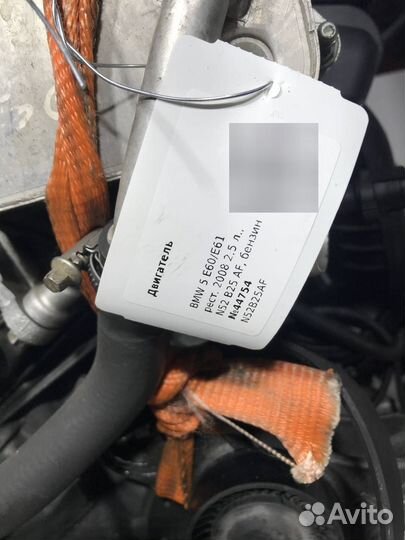 Двигатель
BMW 5 E60/E61
рест. 2008 2.5 л.,
N52 B25 AF, бензин
№44754
N52B25AF
Avito